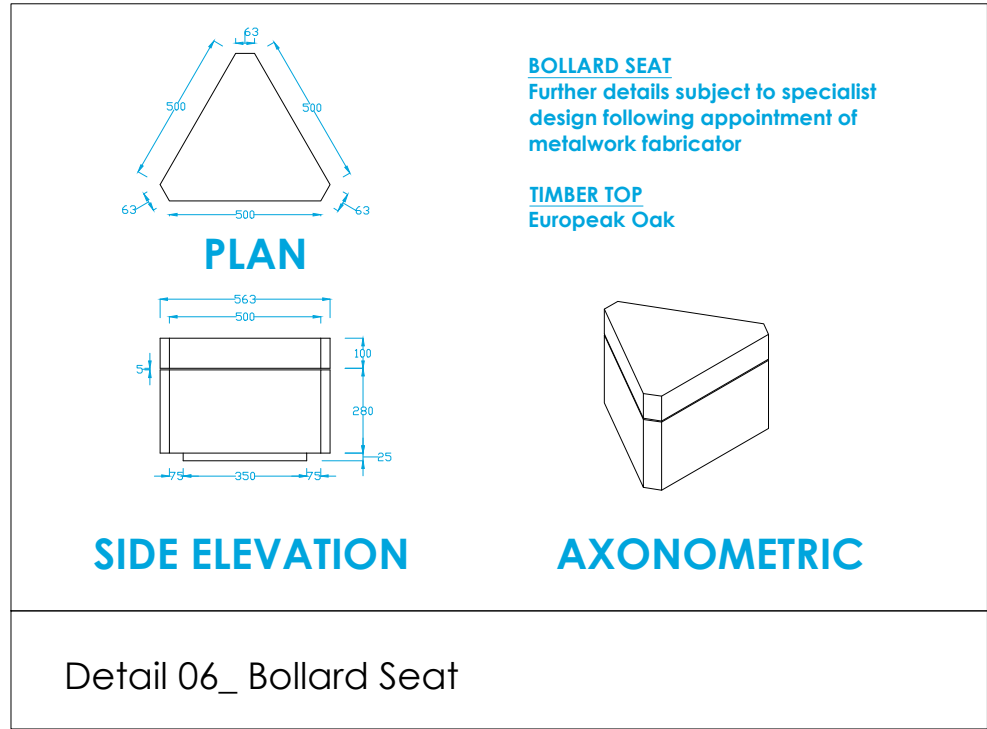 63
500
500
63
63
500
PLAN
BOLLARD SEAT
Further details subject to specialist
design following appointment of
metalwork fabricator
TIMBER TOP
Europeak Oak
563
500
100
5
280
25
75
350
75
SIDE ELEVATION
AXONOMETRIC
Detail 06_ Bollard Seat